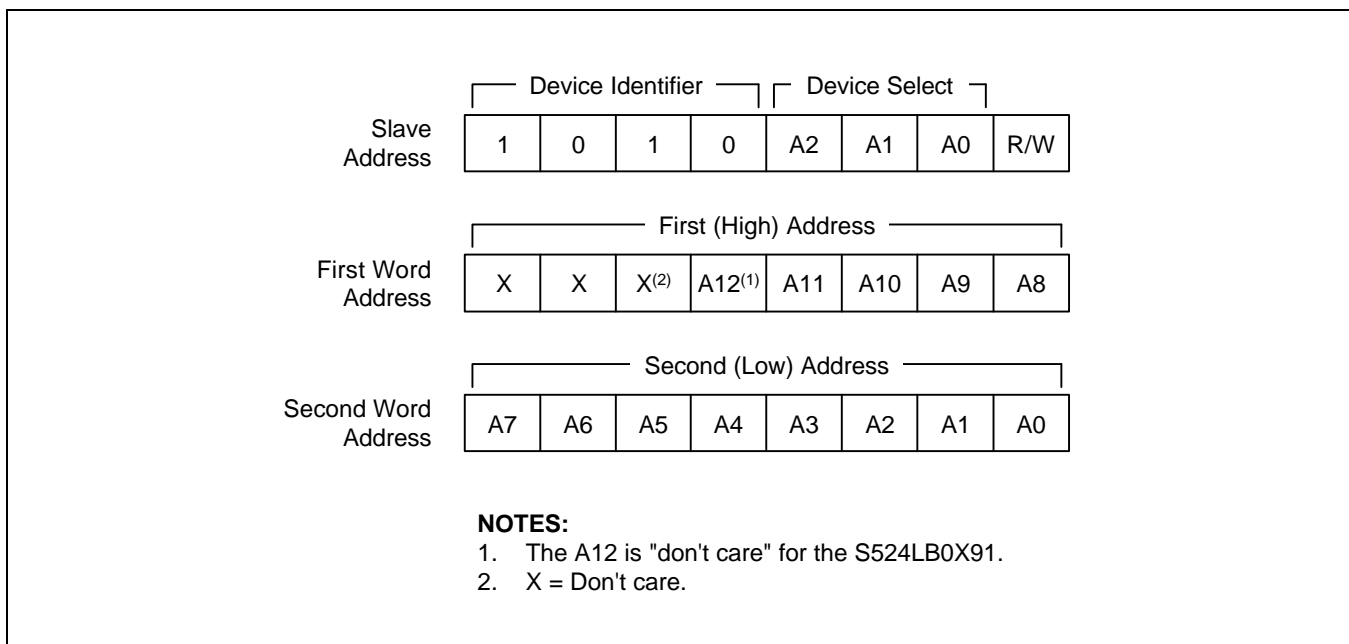 Device Identifier Device Select
Slave
Address
1 0 1 0 A2 A1 A0 R/W
First (High) Address
First Word
Address
X X X(2) A12(1) A11 A10 A9 A8
Second (Low) Address
Second Word
Address
A7 A6 A5 A4 A3 A2 A1 A0
NOTES:
1. The A12 is "don't care" for the S524LB0X91.
2. X = Don't care.